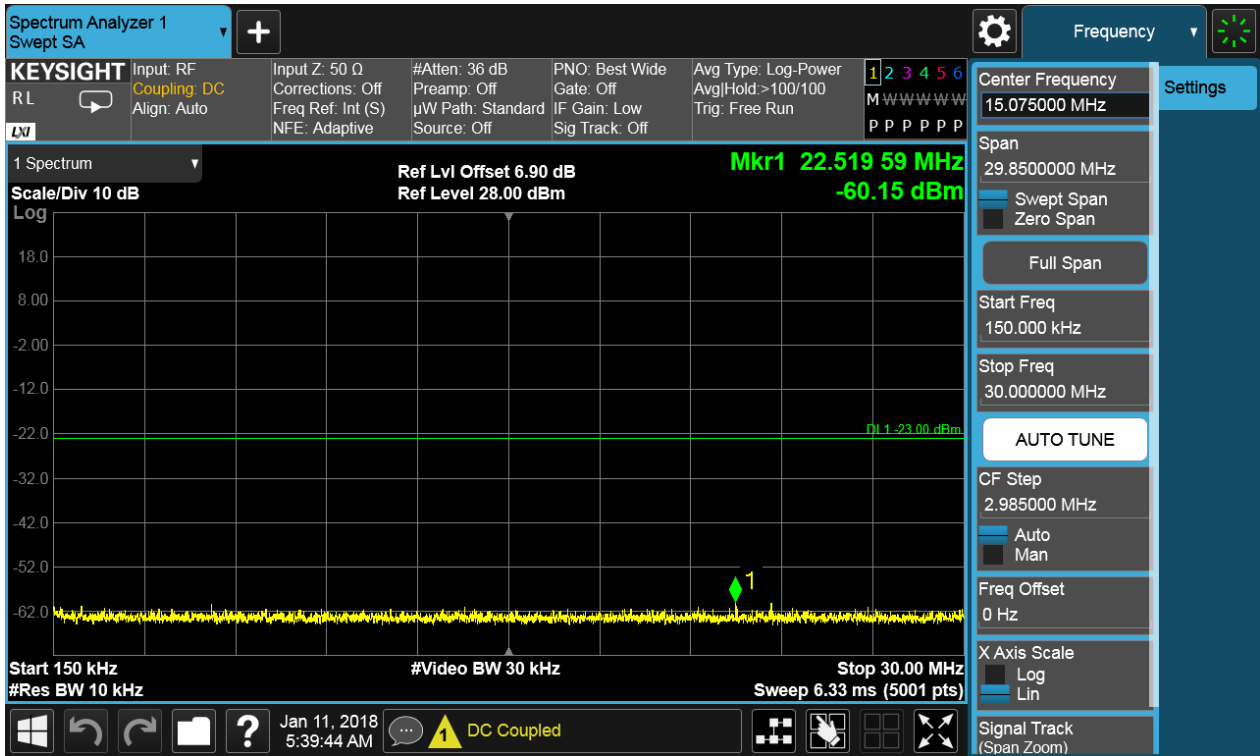 Spectrum Analyzer 1
Swept SA
Frequency
KEYSIGHT
RL
LXI
Input: RF
Coupling: DC
Align: Auto
Input Z: 50 Ω
Corrections: Off
Freq Ref: Int (S)
NFE: Adaptive
#Atten: 36 dB
Preamp: Off
µW Path: Standard
Source: Off
PNO: Best Wide
Gate: Off
IF Gain: Low
Sig Track: Off
Avg Type: Log-Power
Avg|Hold:>100/100
Trig: Free Run
1 2 3 4 5 6
M W W W W W
P P P P P P
1 Spectrum
Scale/Div 10 dB
Log
Ref Lvl Offset 6.90 dB
Ref Level 28.00 dBm
Mkr1 22.519 59 MHz
-60.15 dBm
18.0
8.00
-2.00
-12.0
-22.0
DL1 -23.00 dBm
-32.0
-42.0
-52.0
1
-62.0
Start 150 kHz
#Video BW 30 kHz
Stop 30.00 MHz
#Res BW 10 kHz
Sweep 6.33 ms (5001 pts)
?
Jan 11, 2018
5:39:44 AM
1
DC Coupled
Center Frequency
15.075000 MHz
Span
29.8500000 MHz
Swept Span
Zero Span
Full Span
Start Freq
150.000 kHz
Stop Freq
30.000000 MHz
AUTO TUNE
CF Step
2.985000 MHz
Auto
Man
Freq Offset
0 Hz
X Axis Scale
Log
Lin
Signal Track
(Span Zoom)
Settings